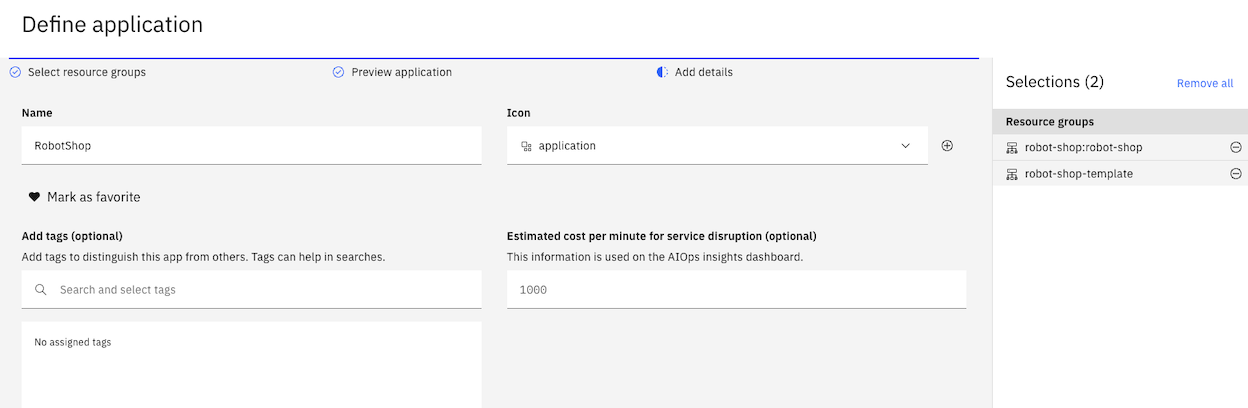 Define application
Select resource groups
Preview application
Add details
Name
RobotShop
Icon
application
Mark as favorite
Add tags (optional)
Add tags to distinguish this app from others. Tags can help in searches.
Search and select tags
No assigned tags
Estimated cost per minute for service disruption (optional)
This information is used on the AIOps insights dashboard.
1000
Selections (2)
Remove all
Resource groups
robot-shop:robot-shop
robot-shop-template